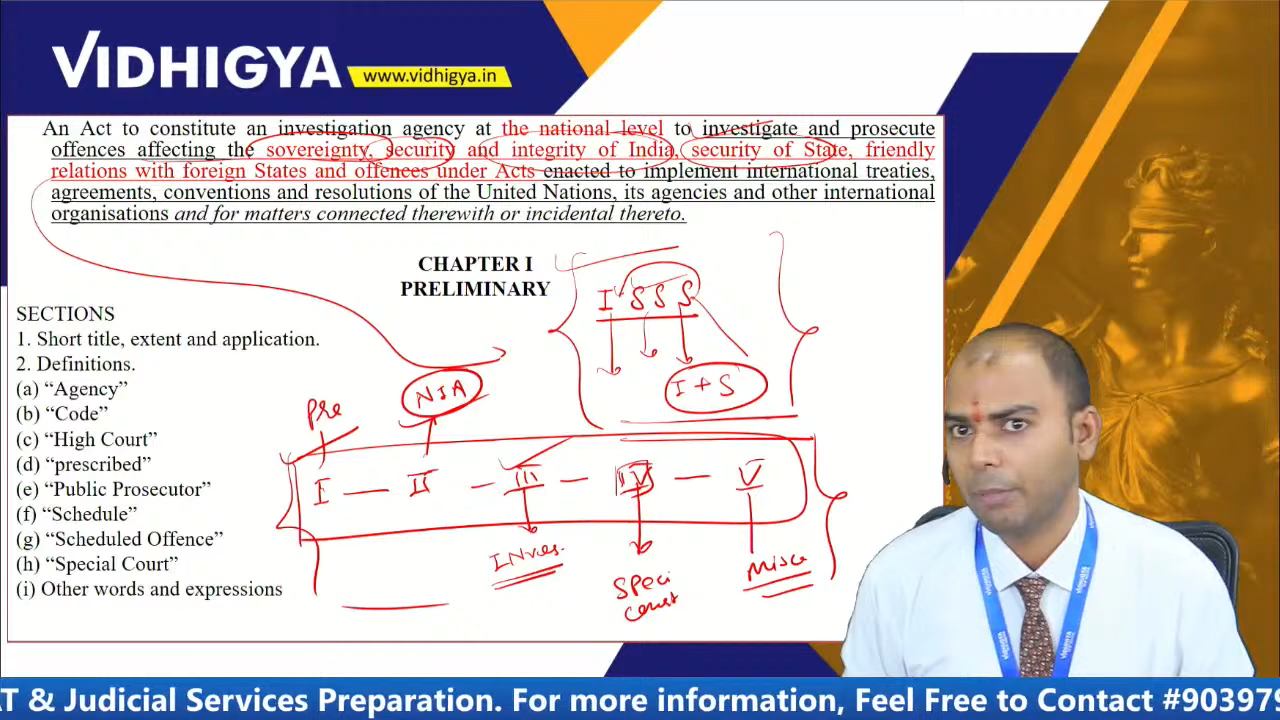 VIDHIGYA
www.vidhigya.in
An Act to constitute an investigation agency at the national level to investigate and prosecute
offences affecting the sovereignty, security and integrity of India, security of State, friendly
relations with foreign States and offences under Acts enacted to implement international treaties,
agreements, conventions and resolutions of the United Nations, its agencies and other international
organisations and for matters connected therewith or incidental thereto.
CHAPTER I
PRELIMINARY
SECTIONS
1. Short title, extent and application.
2. Definitions.
(a) “Agency”
(b) “Code”
(c) “High Court”
(d) “prescribed”
(e) “Public Prosecutor”
(f) “Schedule”
(g) “Scheduled Offence”
(h) “Special Court”
(i) Other words and expressions
I S S S
I + S
NIA
Pre
I — II – III – IV – V
INves.
Speci
court
Misce
AT & Judicial Services Preparation. For more information, Feel Free to Contact #903979